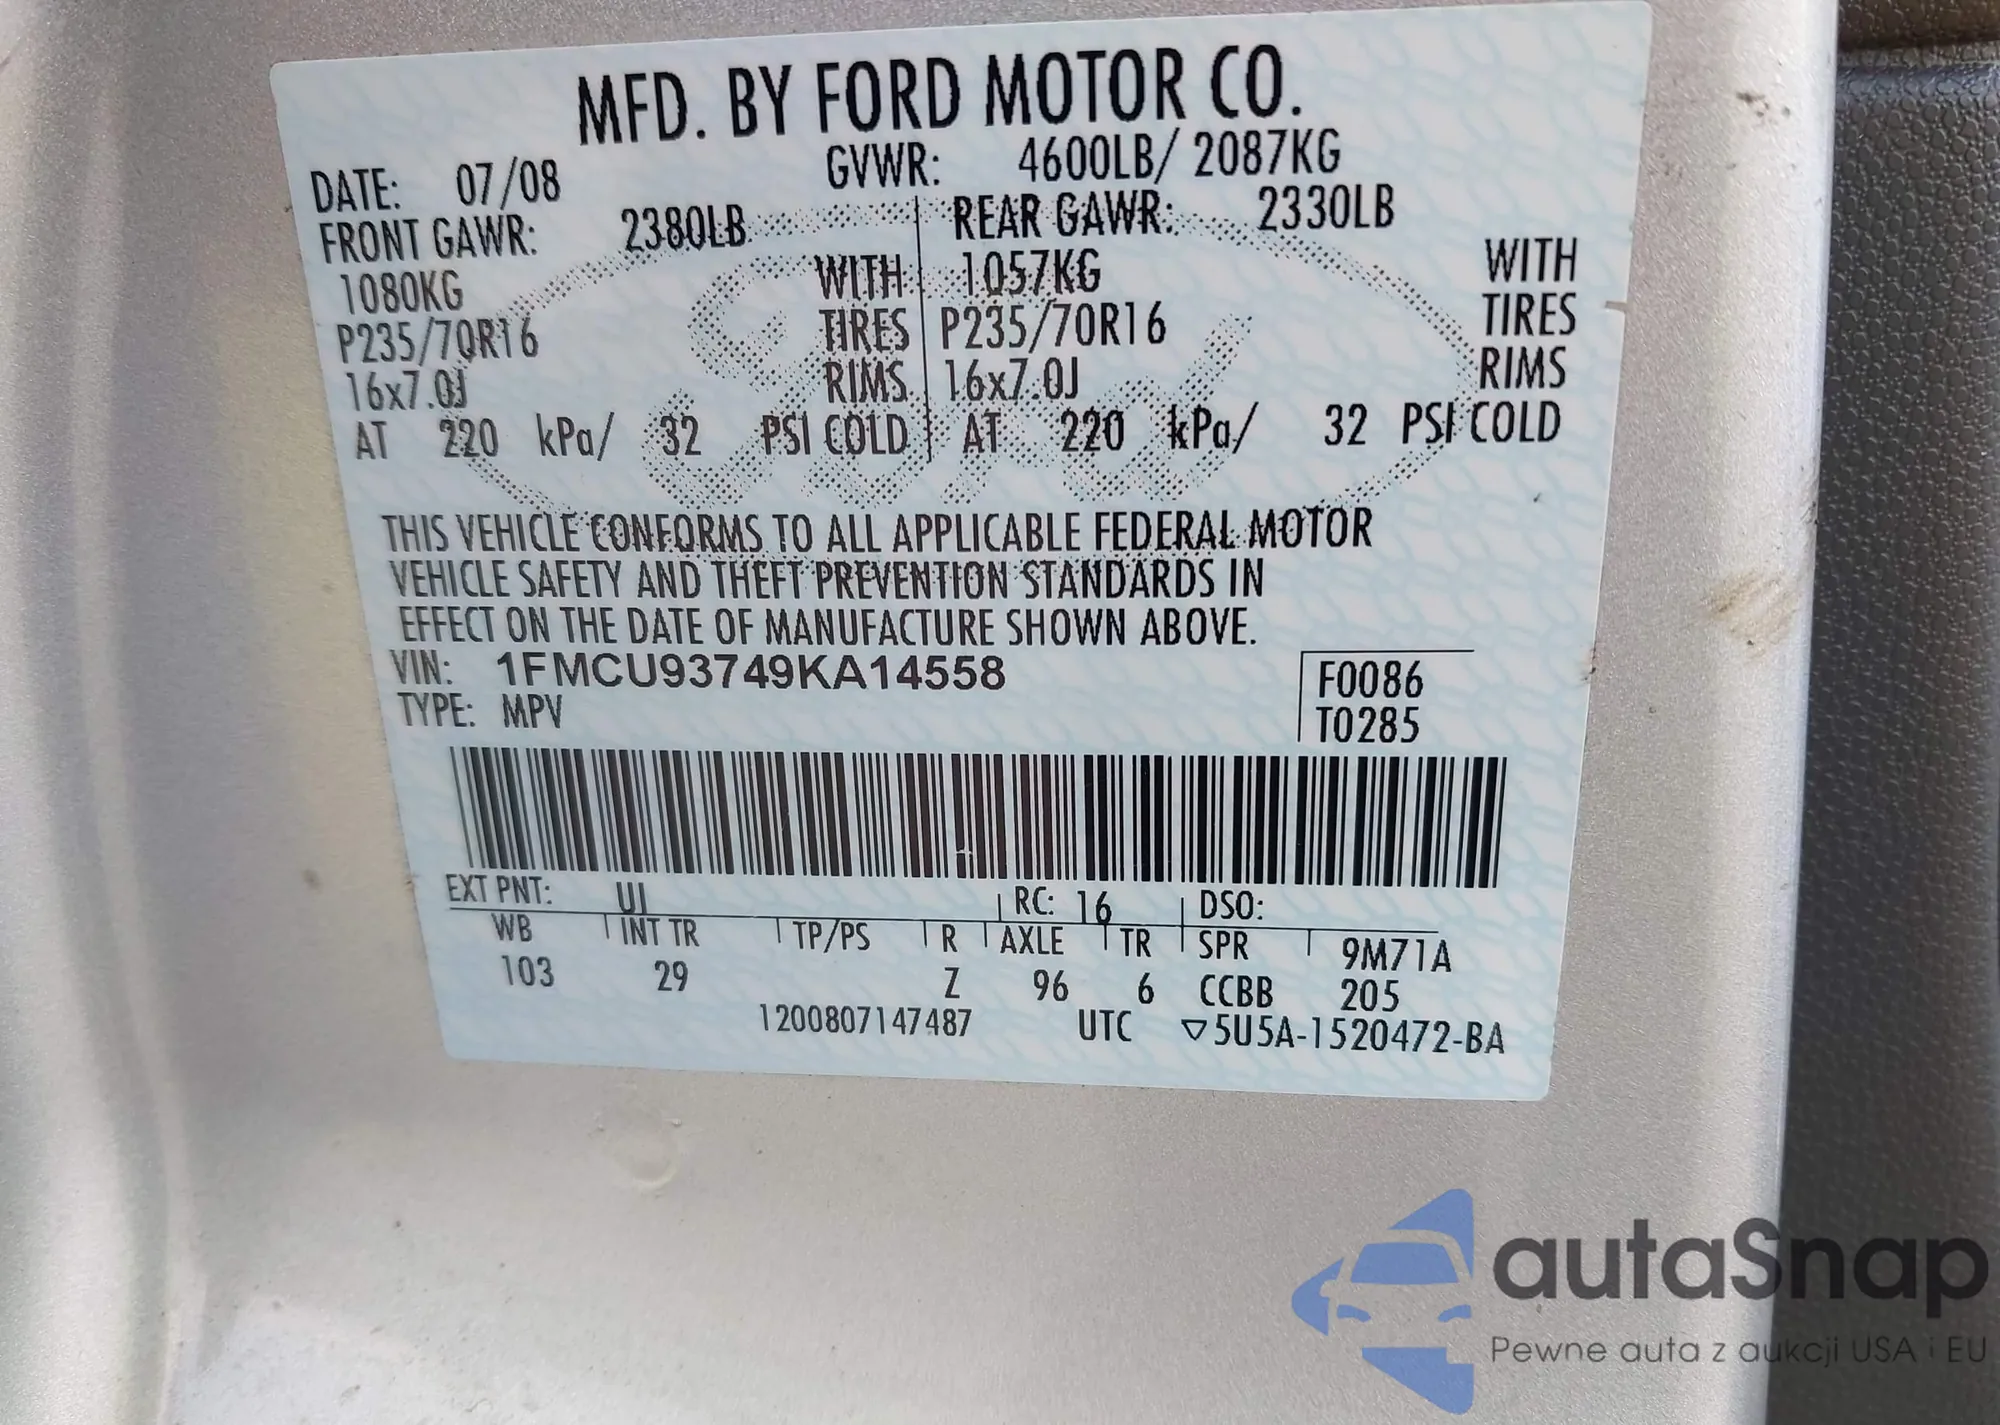 MFD. BY FORD MOTOR CO.
DATE: 07/08 GVWR: 4600LB/ 2087KG
FRONT GAWR: 2380LB REAR GAWR: 2330LB
1080KG WITH 1057KG WITH
P235/70R16 TIRES P235/70R16 TIRES
16x7.0J RIMS 16x7.0J RIMS
AT 220 kPa/ 32 PSI COLD AT 220 kPa/ 32 PSI COLD
THIS VEHICLE CONFORMS TO ALL APPLICABLE FEDERAL MOTOR
VEHICLE SAFETY AND THEFT PREVENTION STANDARDS IN
EFFECT ON THE DATE OF MANUFACTURE SHOWN ABOVE.
VIN: 1FMCU93749KA14558 F0086
TYPE: MPV T0285
EXT PNT: UJ RC: 16 DSO:
WB INT TR TP/PS R AXLE TR SPR 9M71A
103 29 Z 96 6 CCBB 205
1200807147487 UTC ▽5U5A-1520472-BA
autaSnap
Pewne auta z aukcji USA i EU